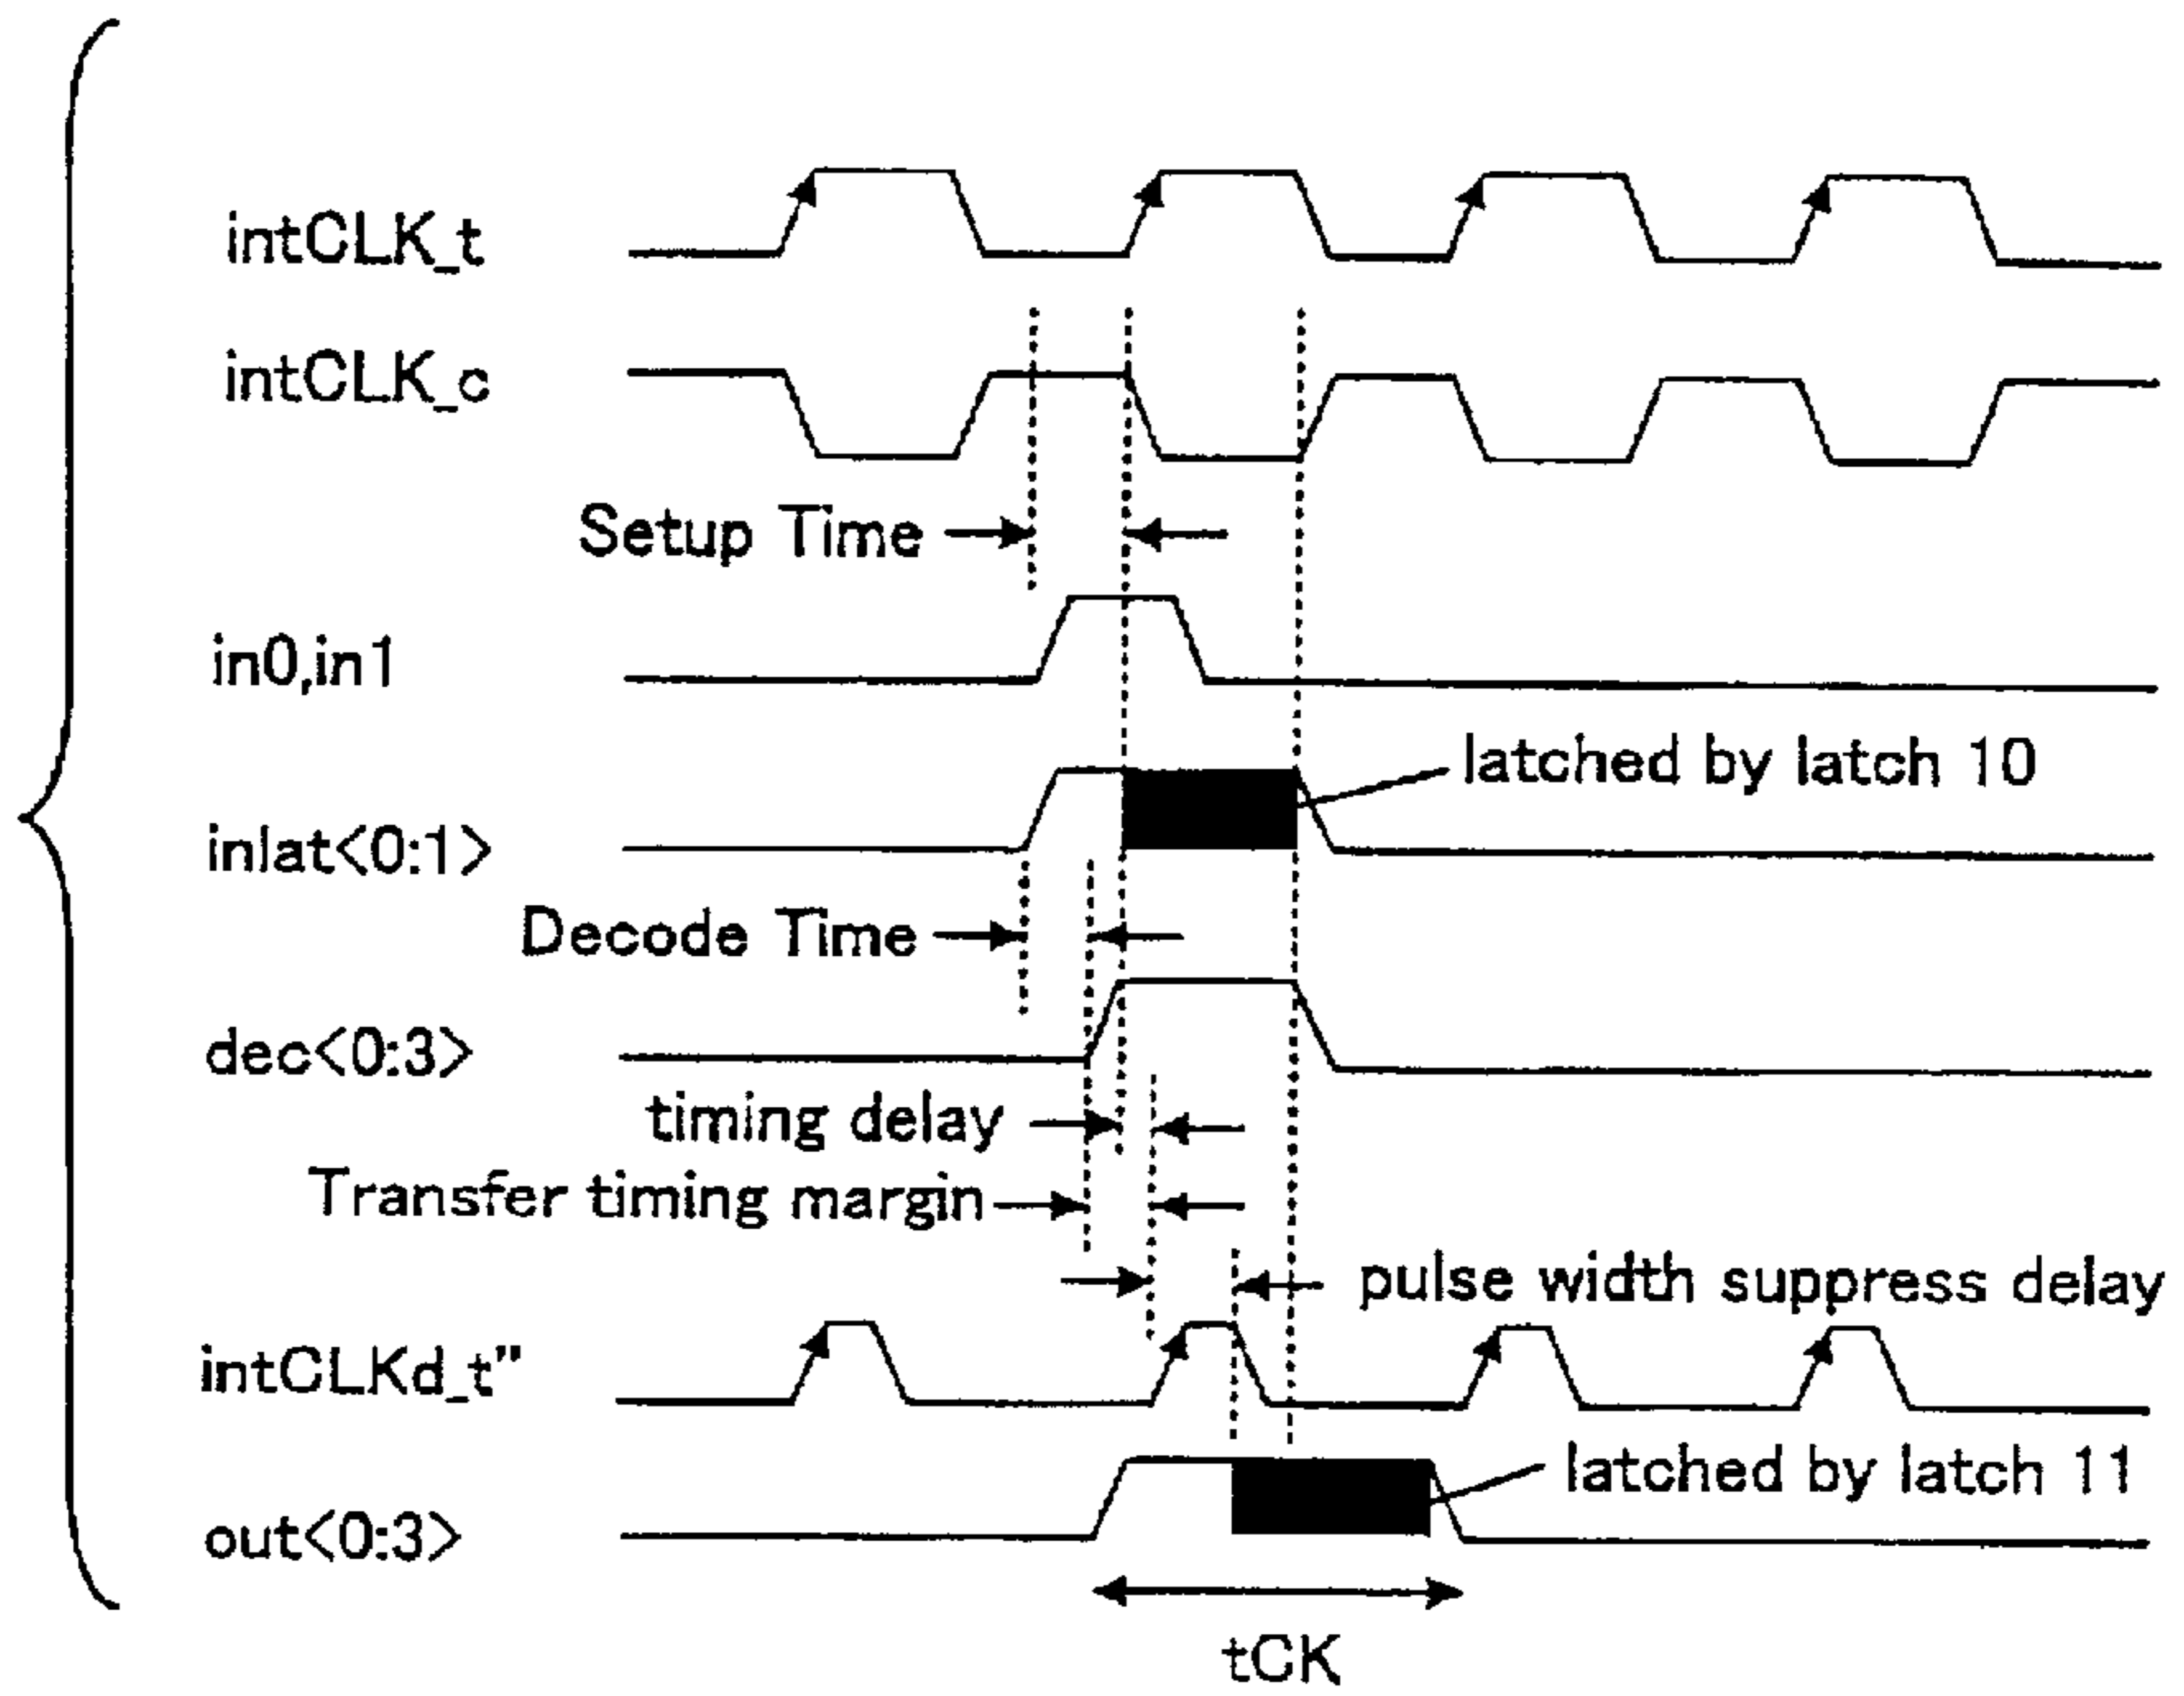 intCLK_t
intCLK_c
Setup Time
in0,in1
latched by latch 10
inlat<0:1>
Decode Time
dec<0:3>
timing delay
Transfer timing margin
pulse width suppress delay
intCLKd_t"
latched by latch 11
out<0:3>
tCK